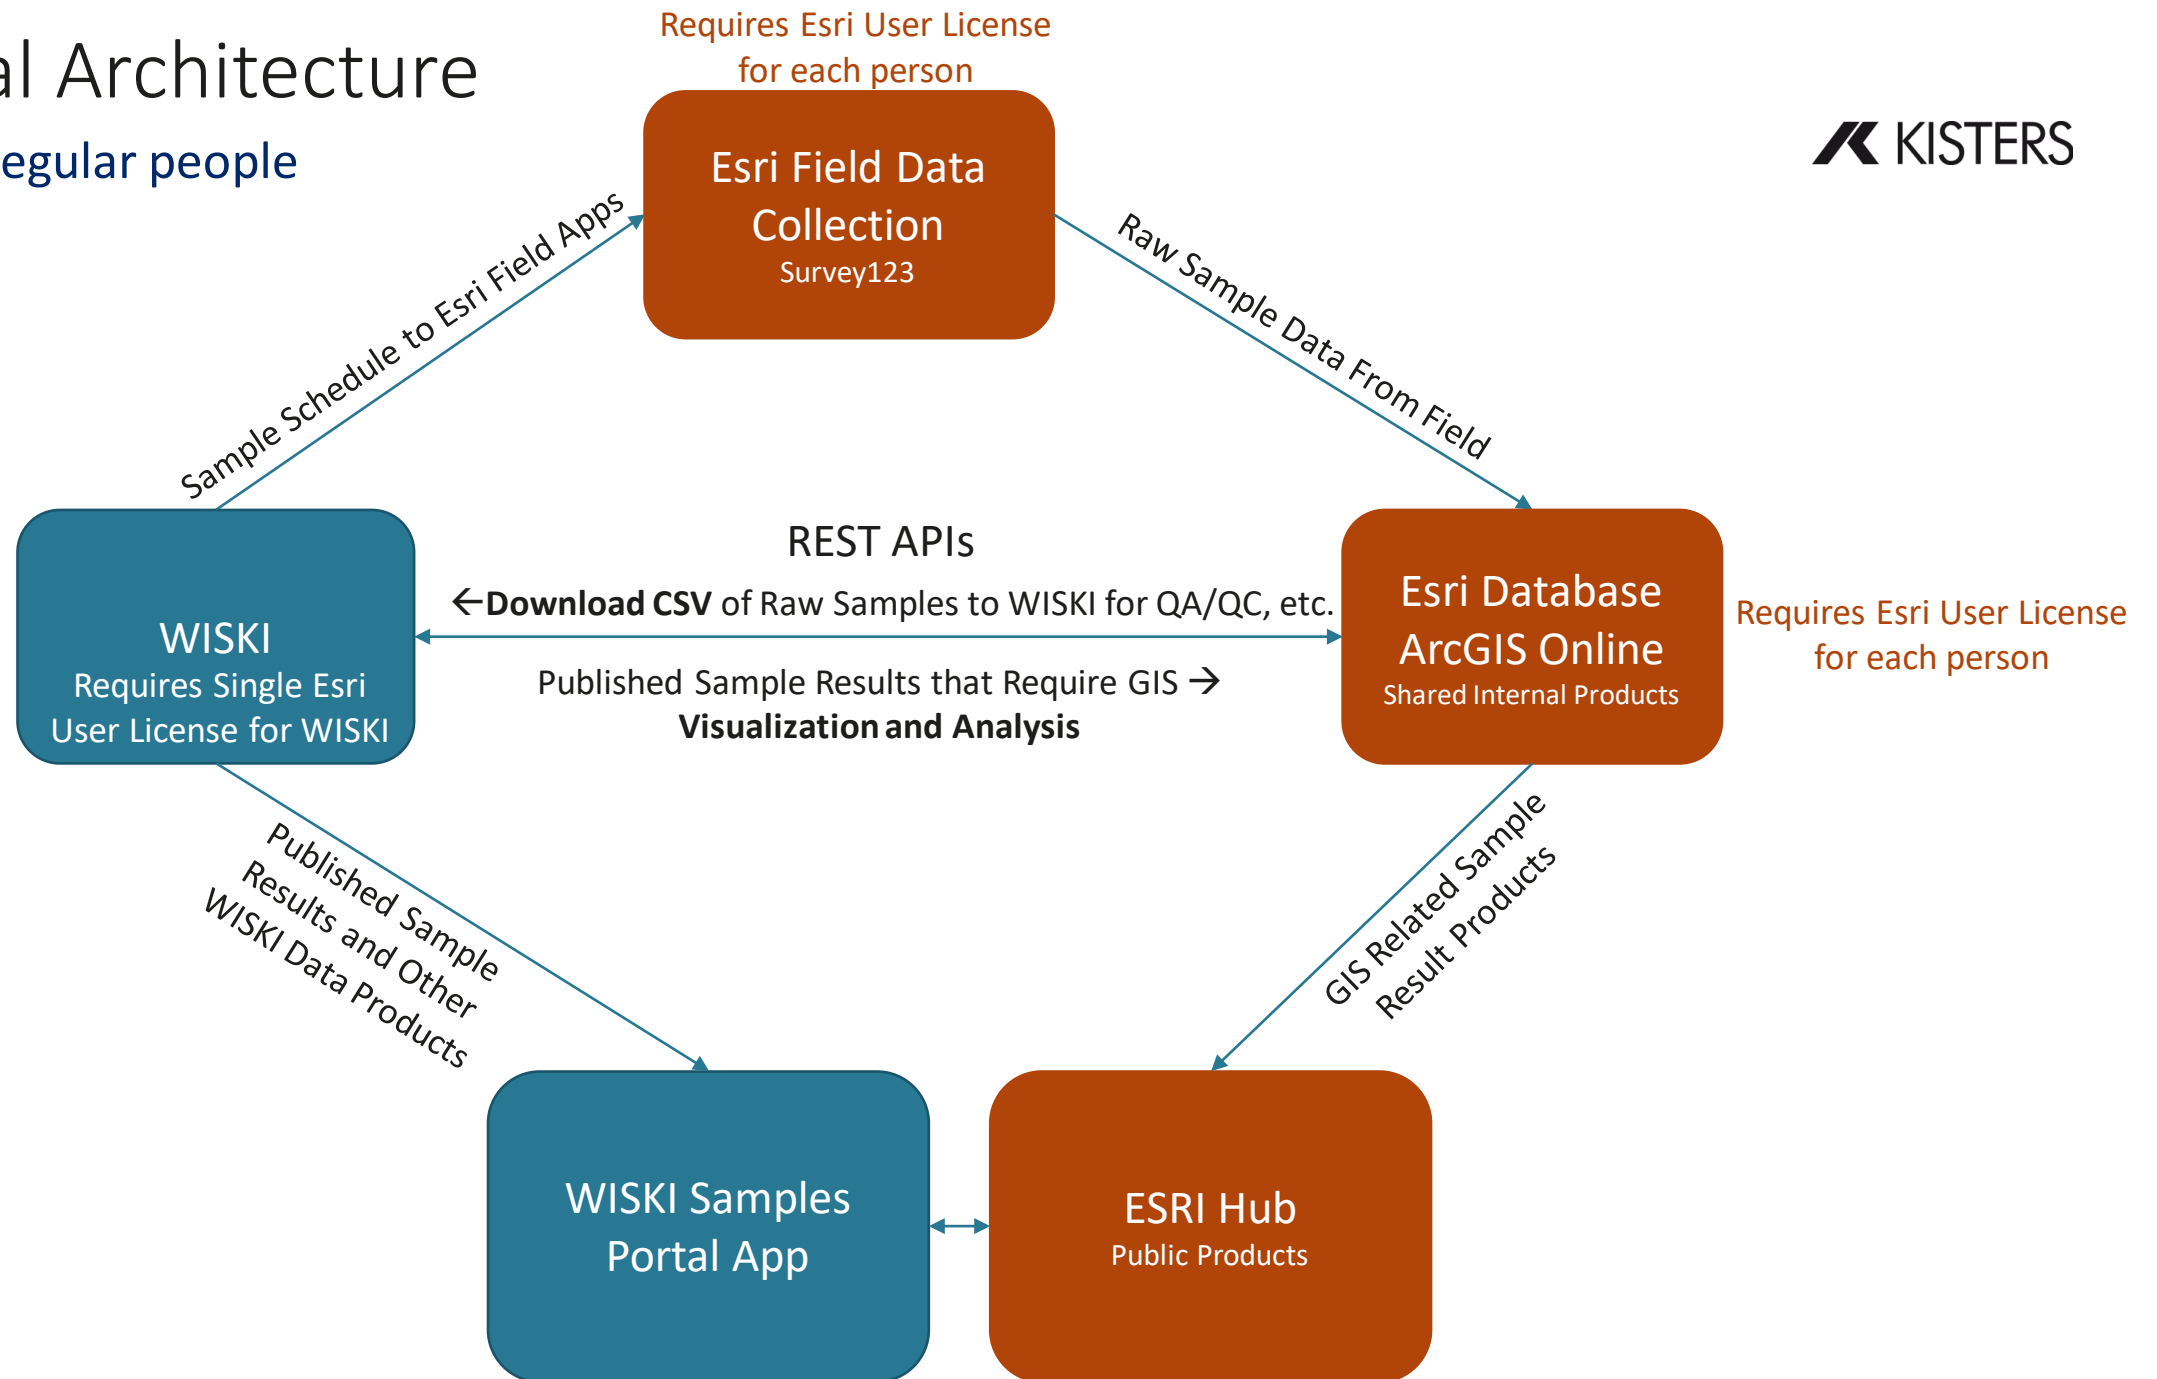 al Architecture
egular people
Requires Esri User License
for each person
KISTERS
Esri Field Data
Collection
Survey123
Sample Schedule to Esri Field Apps
Raw Sample Data From Field
REST APIs
←Download CSV of Raw Samples to WISKI for QA/QC, etc.
Published Sample Results that Require GIS →
Visualization and Analysis
WISKI
Requires Single Esri
User License for WISKI
Esri Database
ArcGIS Online
Shared Internal Products
Requires Esri User License
for each person
Published Sample
Results and Other
WISKI Data Products
GIS Related Sample
Result Products
WISKI Samples
Portal App
ESRI Hub
Public Products